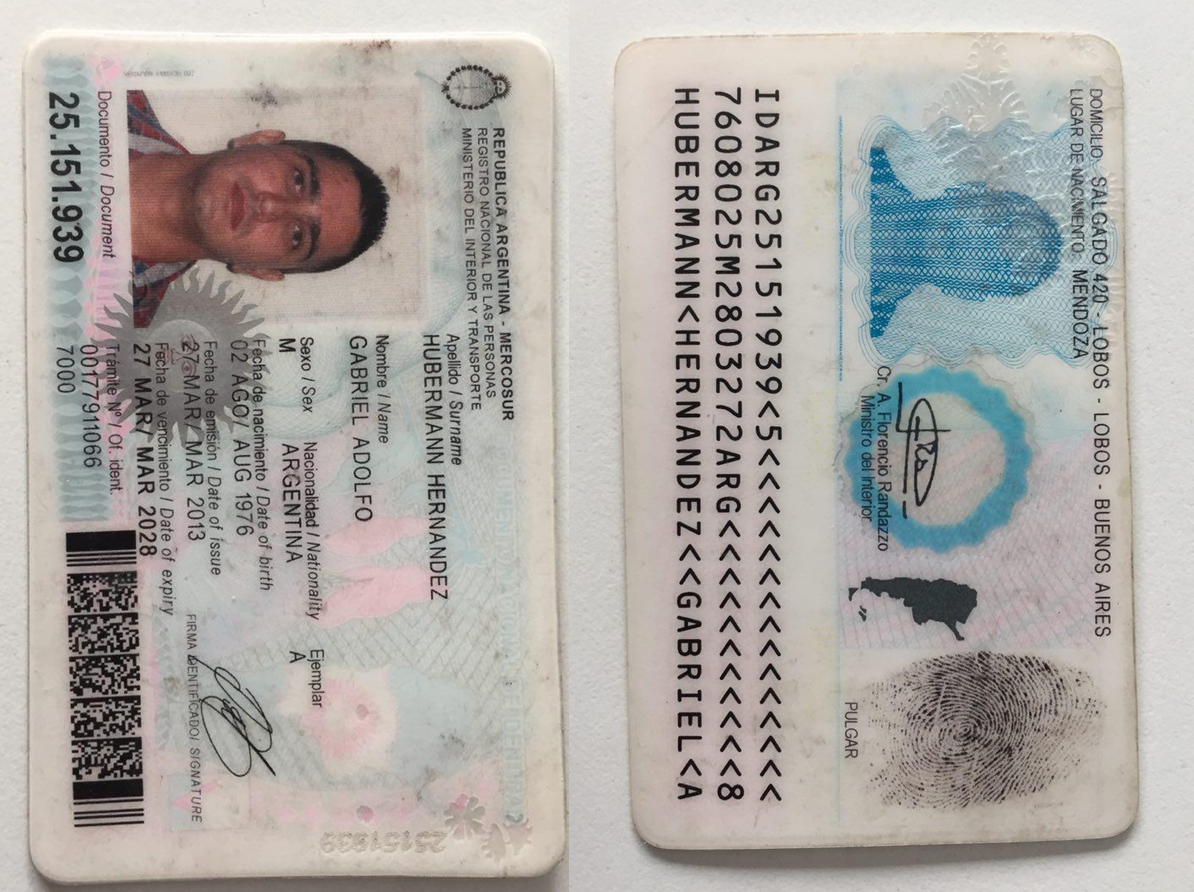 REPUBLICA ARGENTINA - MERCOSUR
REGISTRO NACIONAL DE LAS PERSONAS
MINISTERIO DEL INTERIOR Y TRANSPORTE
Apellido / Surname
HUBERMANN HERNANDEZ
Nombre / Name
GABRIEL ADOLFO
Sexo / Sex Nacionalidad / Nationality Ejemplar
M ARGENTINA A
Fecha de nacimiento / Date of birth
02 AGO/ AUG 1976
Fecha de emisión / Date of issue
27 MAR/ MAR 2013
Fecha de vencimiento / Date of expiry
27 MAR/ MAR 2028
FIRMA IDENTIFICADO/ SIGNATURE
Documento / Document
25.151.939
Trámite Nº / Of. ident.
00177911066
7000
25151939
DOMICILIO: SALGADO 420 - LOBOS - LOBOS - BUENOS AIRES
LUGAR DE NACIMIENTO: MENDOZA
Cr. A. Florencio Randazzo
Ministro del Interior
PULGAR
IDARG25151939<5<<<<<<<<<<<<<<<
7608025M2803272ARG<<<<<<<<<<<8
HUBERMANN<HERNANDEZ<<GABRIEL<A